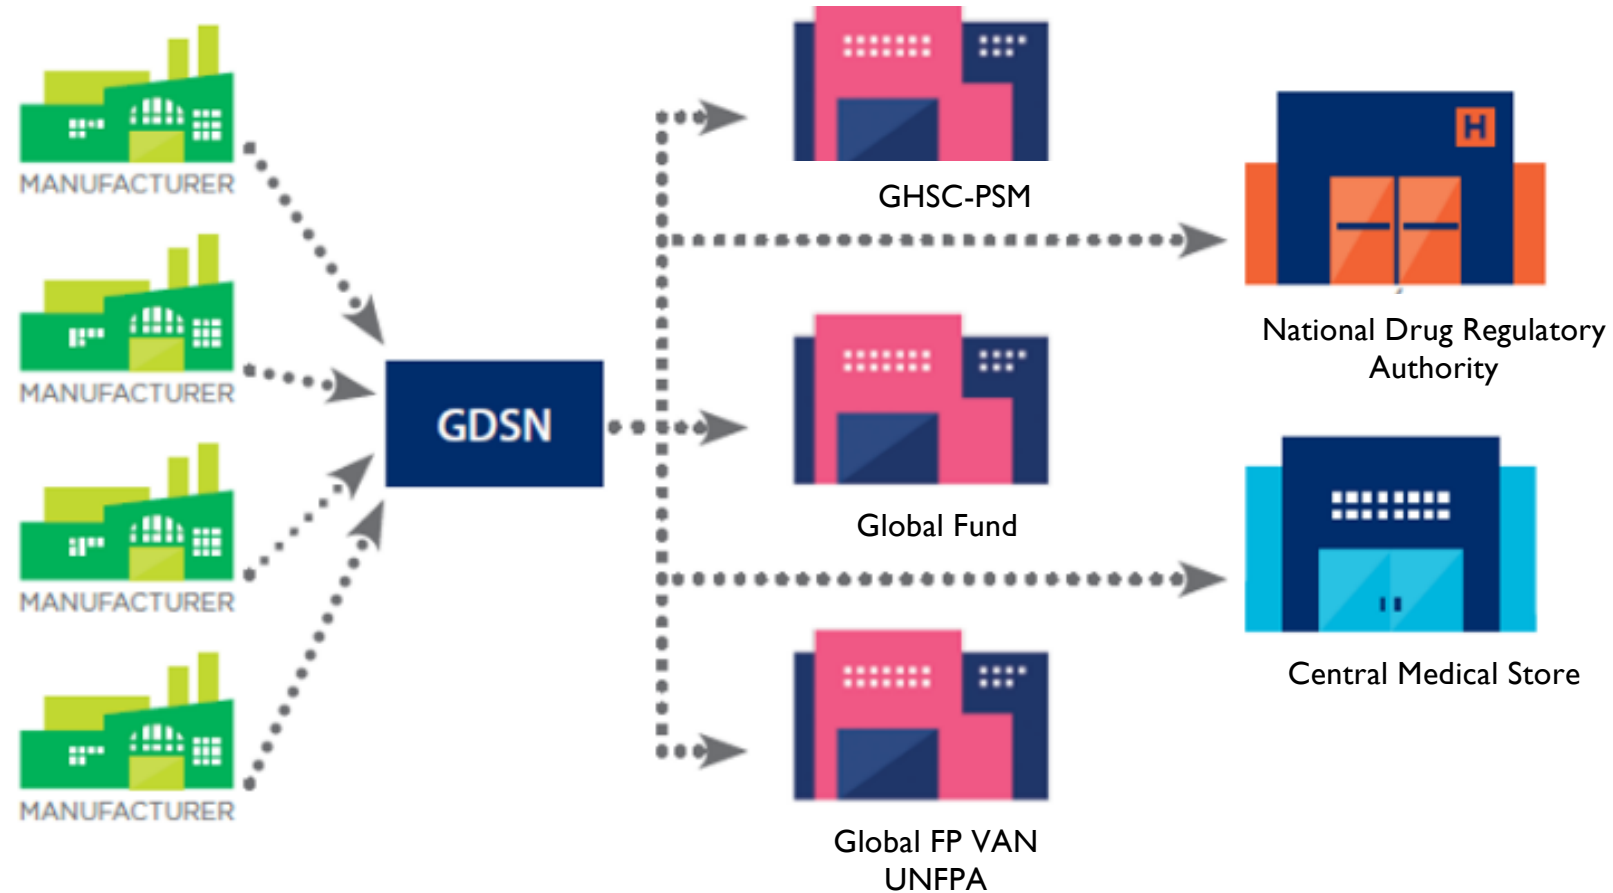 MANUFACTURER
MANUFACTURER
MANUFACTURER
MANUFACTURER
GDSN
GHSC-PSM
Global Fund
Global FP VAN
UNFPA
H
National Drug Regulatory
Authority
Central Medical Store